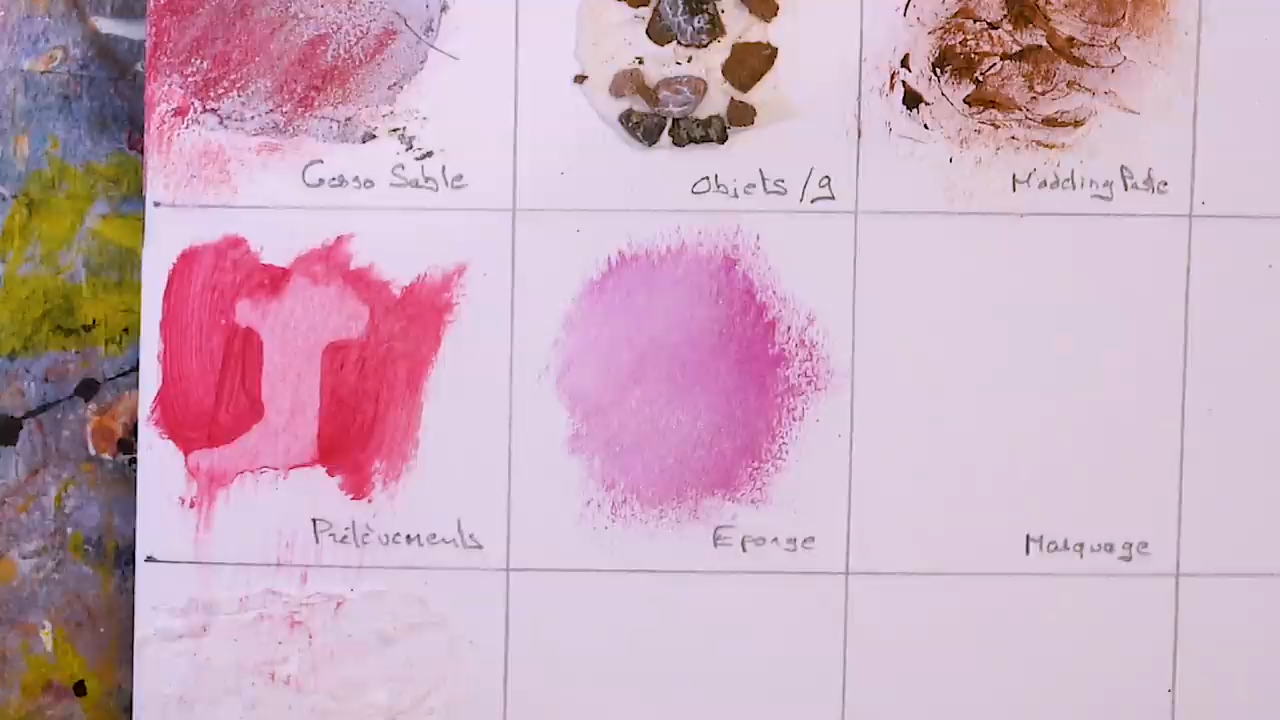 Gesso Sable
Objets/g
Modding Paste
Prélèvements
Eponge
Masquage